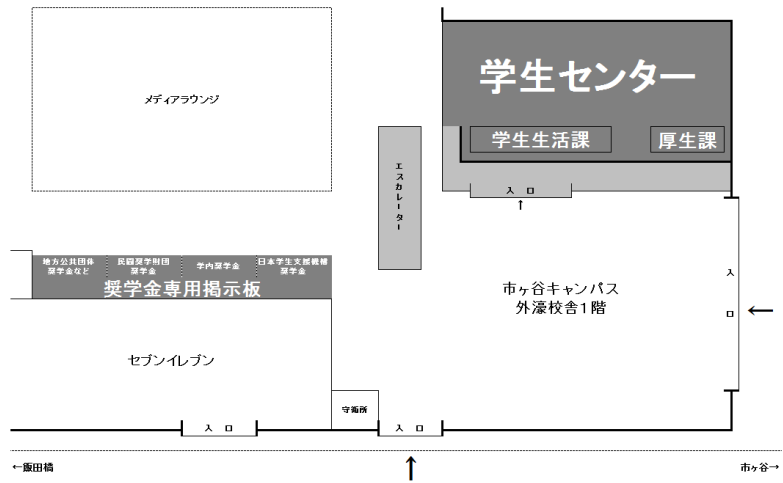 学生センター
メディアラウンジ
学生生活課
厚生課
エスカレーター
入 口
↑
地方公共団体
奨学金など
民間奨学財団
奨学金
学内奨学金
日本学生支援機構
奨学金
奨学金専用掲示板
市ヶ谷キャンパス
外濠校舎1階
入
口
←
セブンイレブン
守衛所
入 口
入 口
←飯田橋
↑
市ヶ谷→